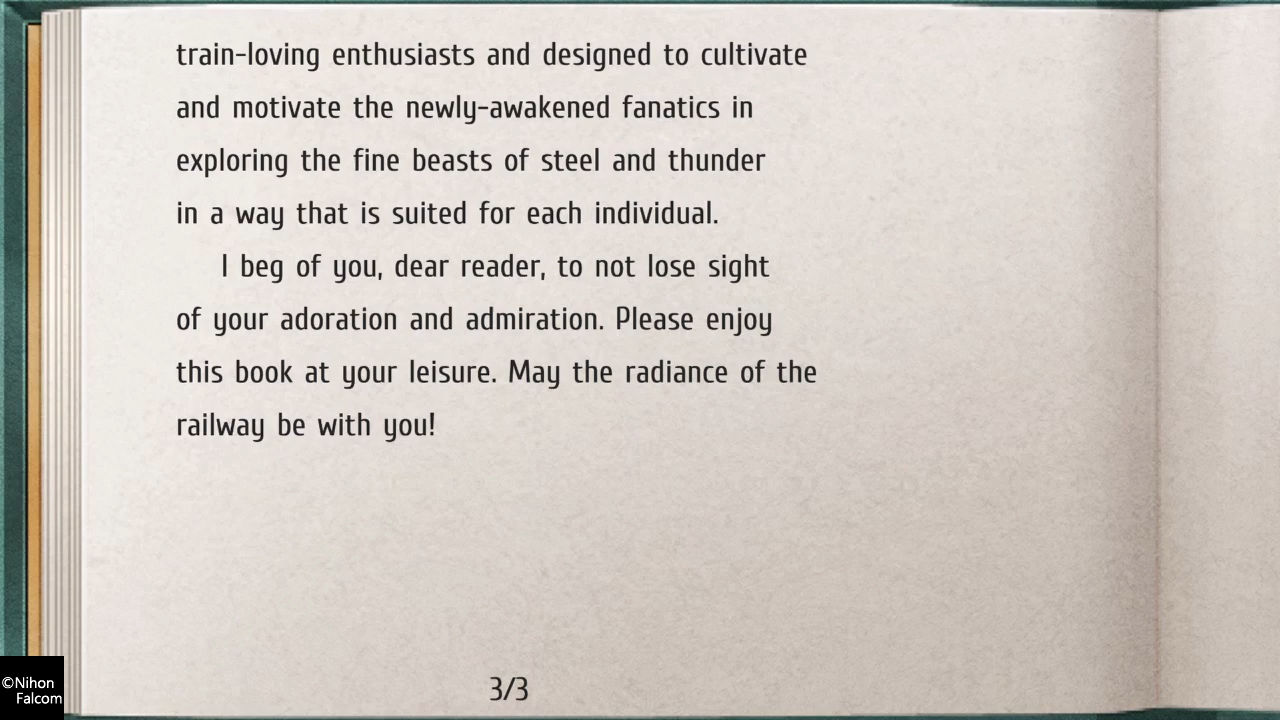 train-loving enthusiasts and designed to cultivate
and motivate the newly-awakened fanatics in
exploring the fine beasts of steel and thunder
in a way that is suited for each individual.
I beg of you, dear reader, to not lose sight
of your adoration and admiration. Please enjoy
this book at your leisure. May the radiance of the
railway be with you!
3/3
©Nihon
Falcom